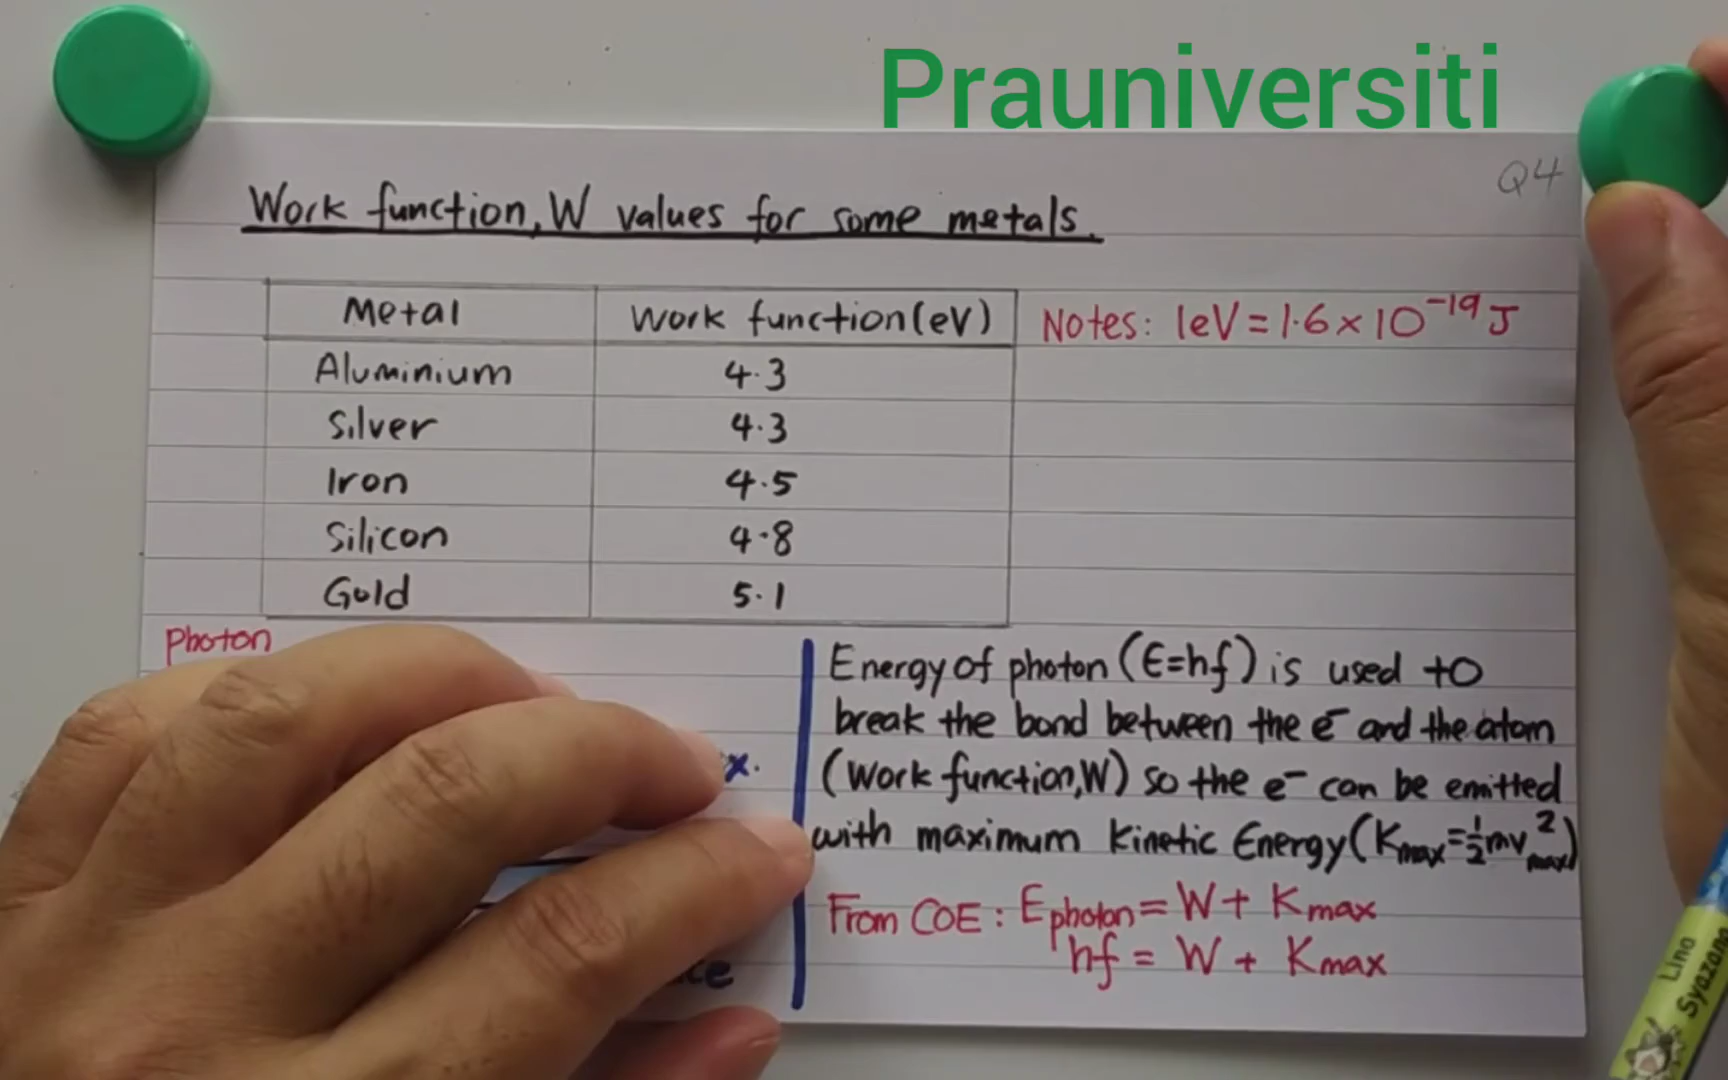 Prauniversiti
Q4
Work function, W values for some metals.
Metal Work function(eV) Notes: 1eV = 1.6 × 10⁻¹⁹ J
Aluminium 4.3
Silver 4.3
Iron 4.5
Silicon 4.8
Gold 5.1
Photon
x.
Energy of photon (E=hf) is used to
break the bond between the e⁻ and the atom
(Work function,W) so the e⁻ can be emitted
with maximum Kinetic Energy (Kmax=½mv²max)
From COE : Ephoton = W + Kmax
hf = W + Kmax
Lina